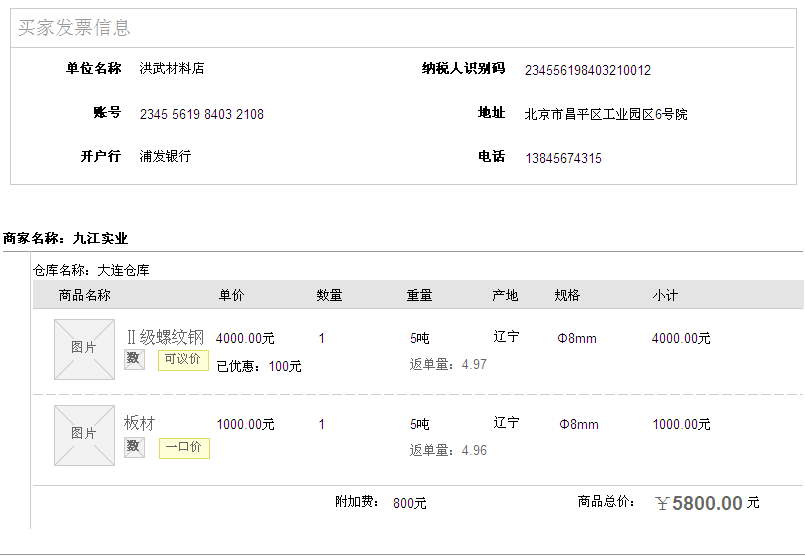 买家发票信息
单位名称 洪武材料店 纳税人识别码 234556198403210012
账号 2345 5619 8403 2108 地址 北京市昌平区工业园区6号院
开户行 浦发银行 电话 13845674315
商家名称：九江实业
仓库名称：大连仓库
商品名称 单价 数量 重量 产地 规格 小计
图片 Ⅱ级螺纹钢 4000.00元 1 5吨 辽宁 Φ8mm 4000.00元
数 可议价 已优惠：100元 返单量：4.97
图片 板材 1000.00元 1 5吨 辽宁 Φ8mm 1000.00元
数 一口价 返单量：4.96
附加费： 800元 商品总价： ￥5800.00 元